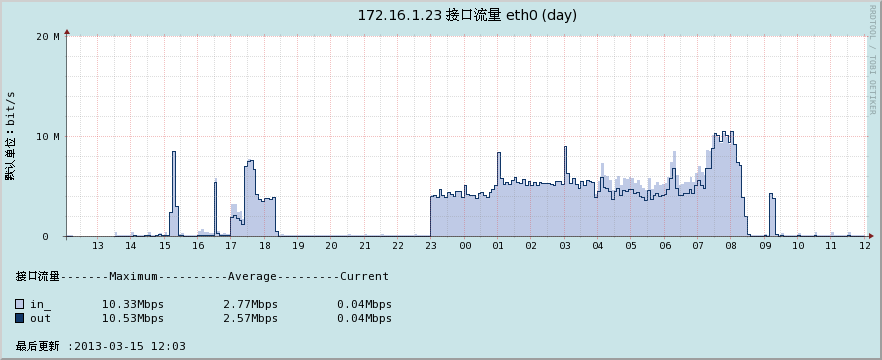 172.16.1.23 接口流量 eth0 (day)
RRDTOOL / TOBI OETIKER
默认单位：bit/s
20 M
10 M
0
13 14 15 16 17 18 19 20 21 22 23 00 01 02 03 04 05 06 07 08 09 10 11 12
接口流量-------Maximum----------Average---------Current
in_ 10.33Mbps 2.77Mbps 0.04Mbps
out 10.53Mbps 2.57Mbps 0.04Mbps
最后更新 :2013-03-15 12:03